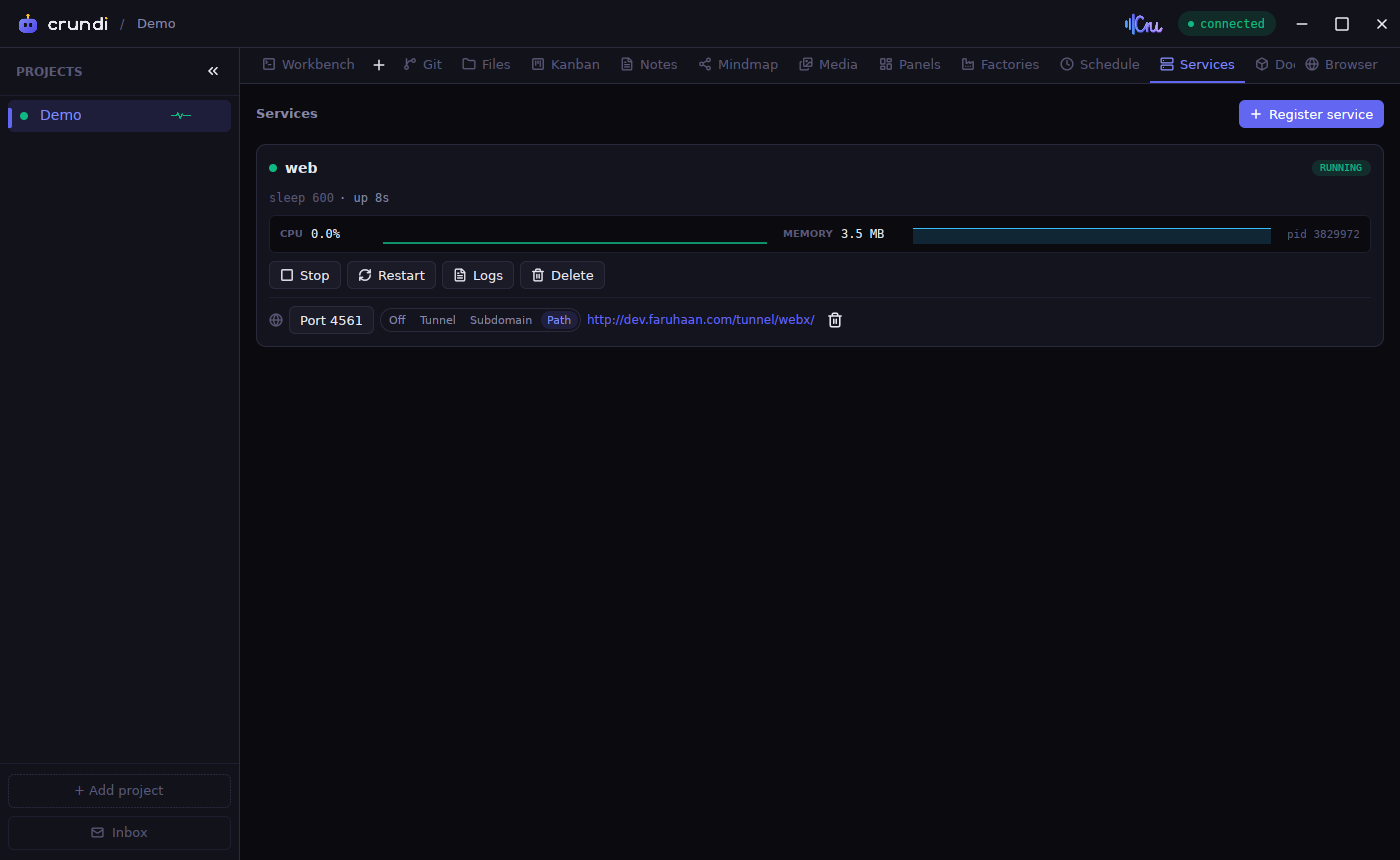 crundi / Demo
Cru
connected
PROJECTS
Workbench
Git
Files
Kanban
Notes
Mindmap
Media
Panels
Factories
Schedule
Services
Browser
Demo
Services
+ Register service
web
RUNNING
sleep 600 · up 8s
CPU 0.0%
MEMORY 3.5 MB
pid 3829972
Stop
Restart
Logs
Delete
Port 4561
Off
Tunnel
Subdomain
Path
http://dev.faruhaan.com/tunnel/webx/
+ Add project
Inbox